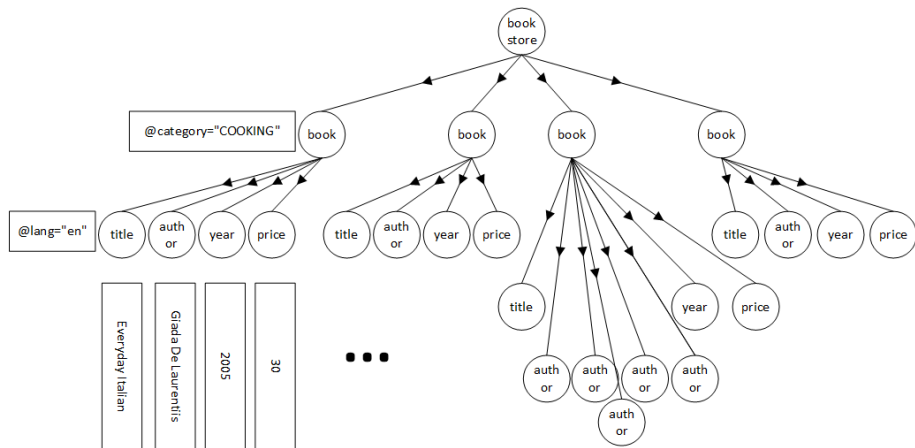 book
store
@category="COOKING"
book
book
book
book
@lang="en"
title
auth
or
year
price
title
auth
or
year
price
title
auth
or
year
price
title
year
price
Everyday Italian
Giada De Laurentiis
2005
30
auth
or
auth
or
auth
or
auth
or
auth
or